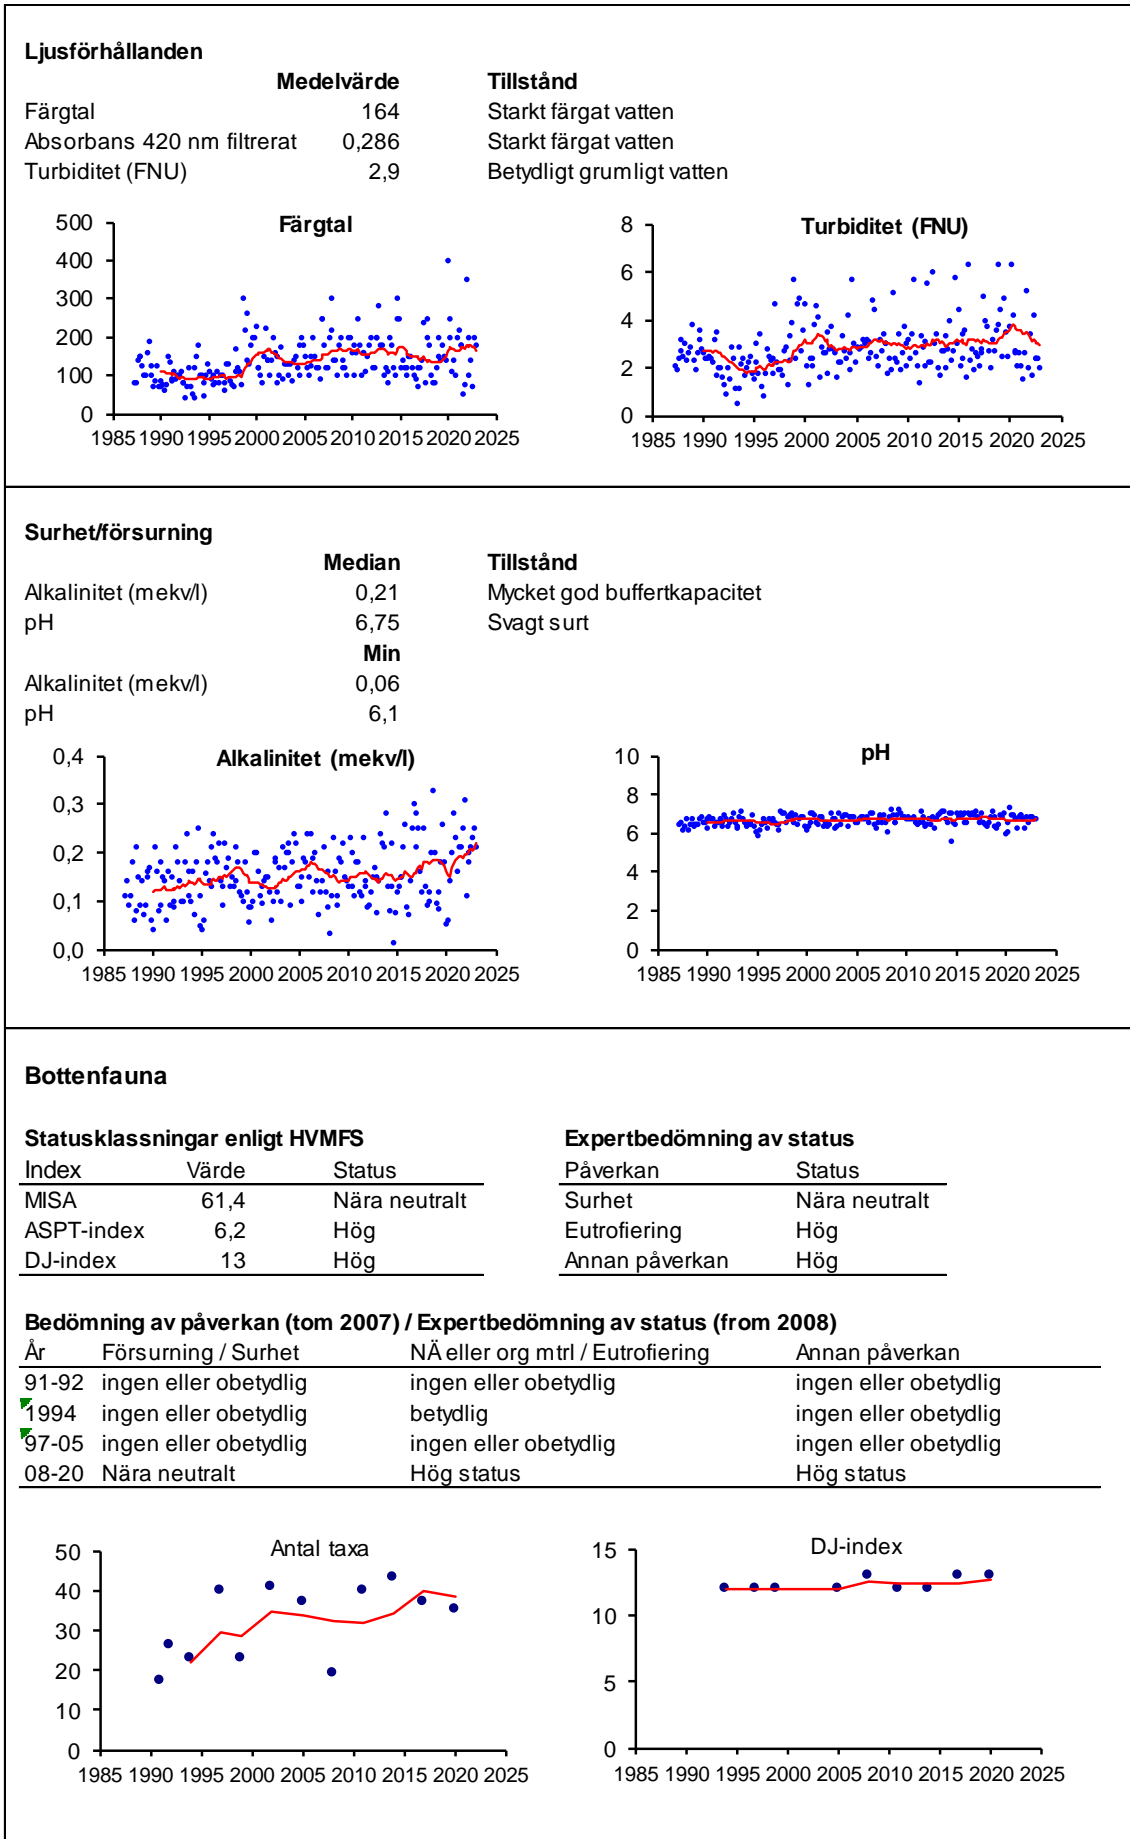 Ljusförhållanden
Medelvärde Tillstånd
Färgtal 164 Starkt färgat vatten
Absorbans 420 nm filtrerat 0,286 Starkt färgat vatten
Turbiditet (FNU) 2,9 Betydligt grumligt vatten
Färgtal
500
400
300
200
100
0
1985 1990 1995 2000 2005 2010 2015 2020 2025
Turbiditet (FNU)
8
6
4
2
0
1985 1990 1995 2000 2005 2010 2015 2020 2025
Surhet/försurning
Median Tillstånd
Alkalinitet (mekv/l) 0,21 Mycket god buffertkapacitet
pH 6,75 Svagt surt
Min
Alkalinitet (mekv/l) 0,06
pH 6,1
Alkalinitet (mekv/l)
0,4
0,3
0,2
0,1
0,0
1985 1990 1995 2000 2005 2010 2015 2020 2025
pH
10
8
6
4
2
0
1985 1990 1995 2000 2005 2010 2015 2020 2025
Bottenfauna
Statusklassningar enligt HVMFS
Index Värde Status
MISA 61,4 Nära neutralt
ASPT-index 6,2 Hög
DJ-index 13 Hög
Expertbedömning av status
Påverkan Status
Surhet Nära neutralt
Eutrofiering Hög
Annan påverkan Hög
Bedömning av påverkan (tom 2007) / Expertbedömning av status (from 2008)
År Försurning / Surhet NÄ eller org mtrl / Eutrofiering Annan påverkan
91-92 ingen eller obetydlig ingen eller obetydlig ingen eller obetydlig
1994 ingen eller obetydlig betydlig ingen eller obetydlig
97-05 ingen eller obetydlig ingen eller obetydlig ingen eller obetydlig
08-20 Nära neutralt Hög status Hög status
Antal taxa
50
40
30
20
10
0
1985 1990 1995 2000 2005 2010 2015 2020 2025
DJ-index
15
10
5
0
1985 1990 1995 2000 2005 2010 2015 2020 2025